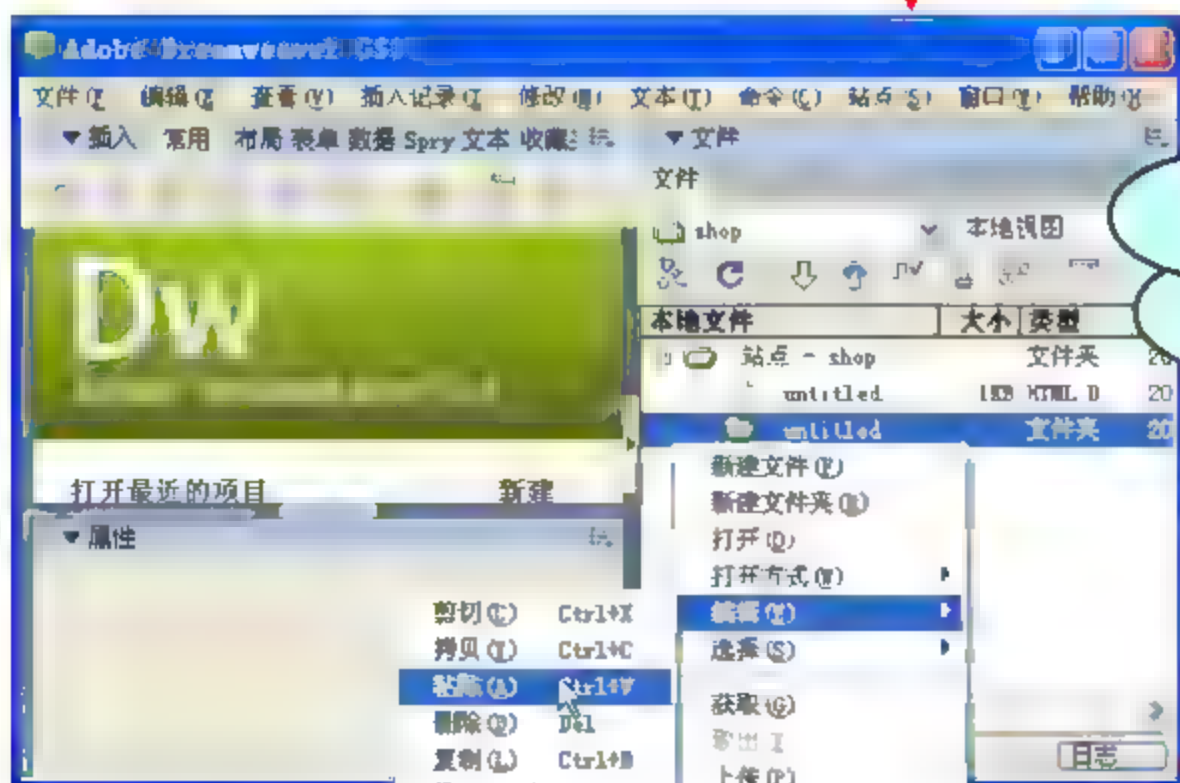 Adobe Dreamweaver CS3
文件(F) 编辑(E) 查看(V) 插入记录(I) 修改(M) 文本(T) 命令(C) 站点(S) 窗口(W) 帮助(H)
▼插入 常用 布局 表单 数据 Spry 文本 收藏
▼文件
文件
shop 本地视图
本地文件 大小 类型
站点 - shop 文件夹 20
untitled 1KB HTML D 20
untitled 文件夹 20
Dw
打开最近的项目 新建
▼属性
新建文件(F)
新建文件夹(N)
打开(O)
打开方式(W)
编辑(E)
选择(S)
获取(G)
上传(P)
剪切(C) Ctrl+X
拷贝(Y) Ctrl+C
粘贴(A) Ctrl+V
删除(D) Del
复制(L) Ctrl+D
日志